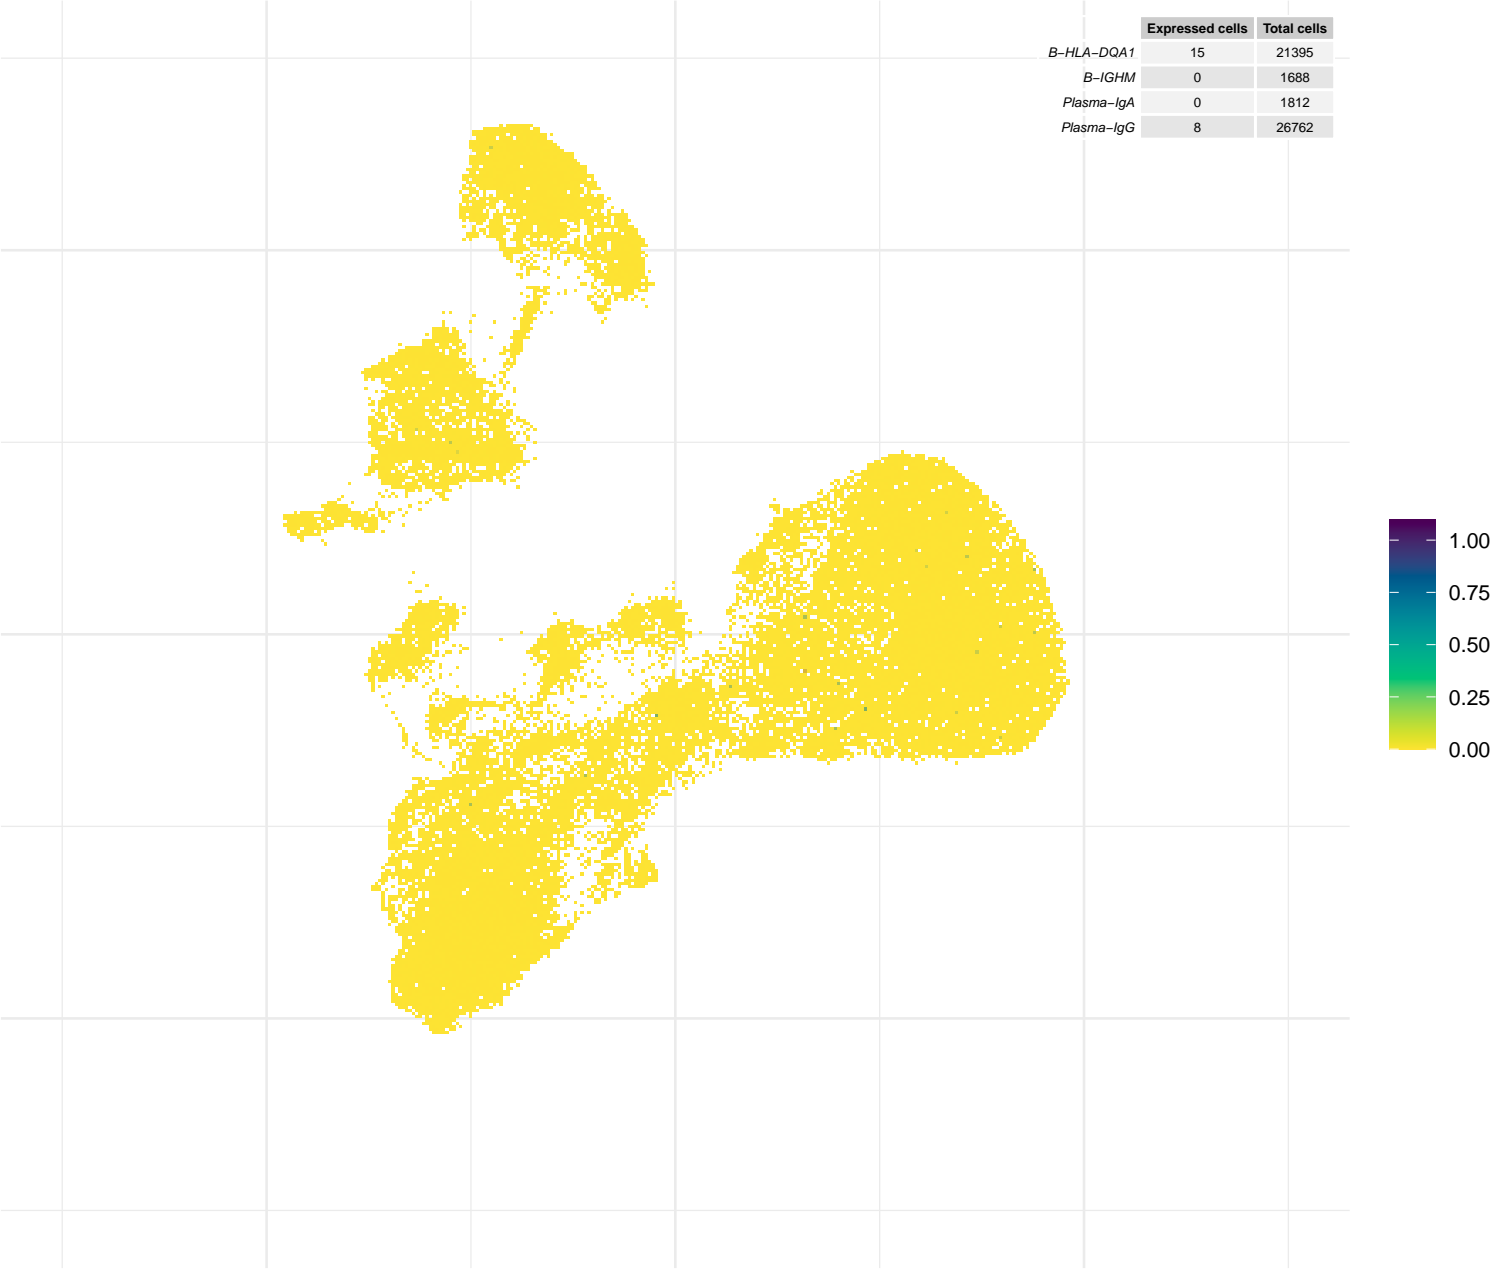 Expressed cells Total cells
B−HLA−DQA1 15 21395
B−IGHM 0 1688
Plasma−IgA 0 1812
Plasma−IgG 8 26762
1.00
0.75
0.50
0.25
0.00